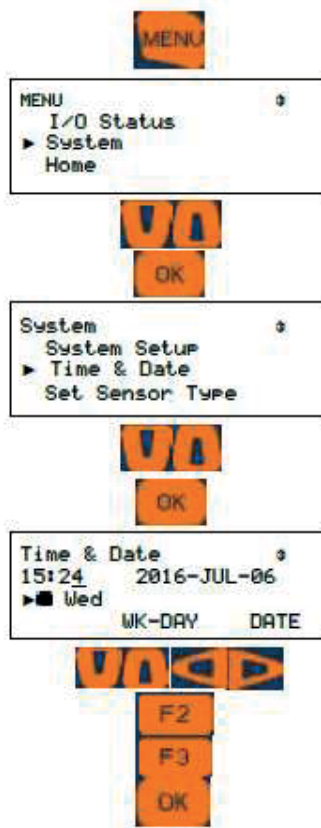 MENU
MENU
I/O Status
System
Home
OK
System
System Setup
Time & Date
Set Sensor Type
OK
Time & Date
15:24 2016-JUL-06
Wed
WK-DAY DATE
F2
F3
OK